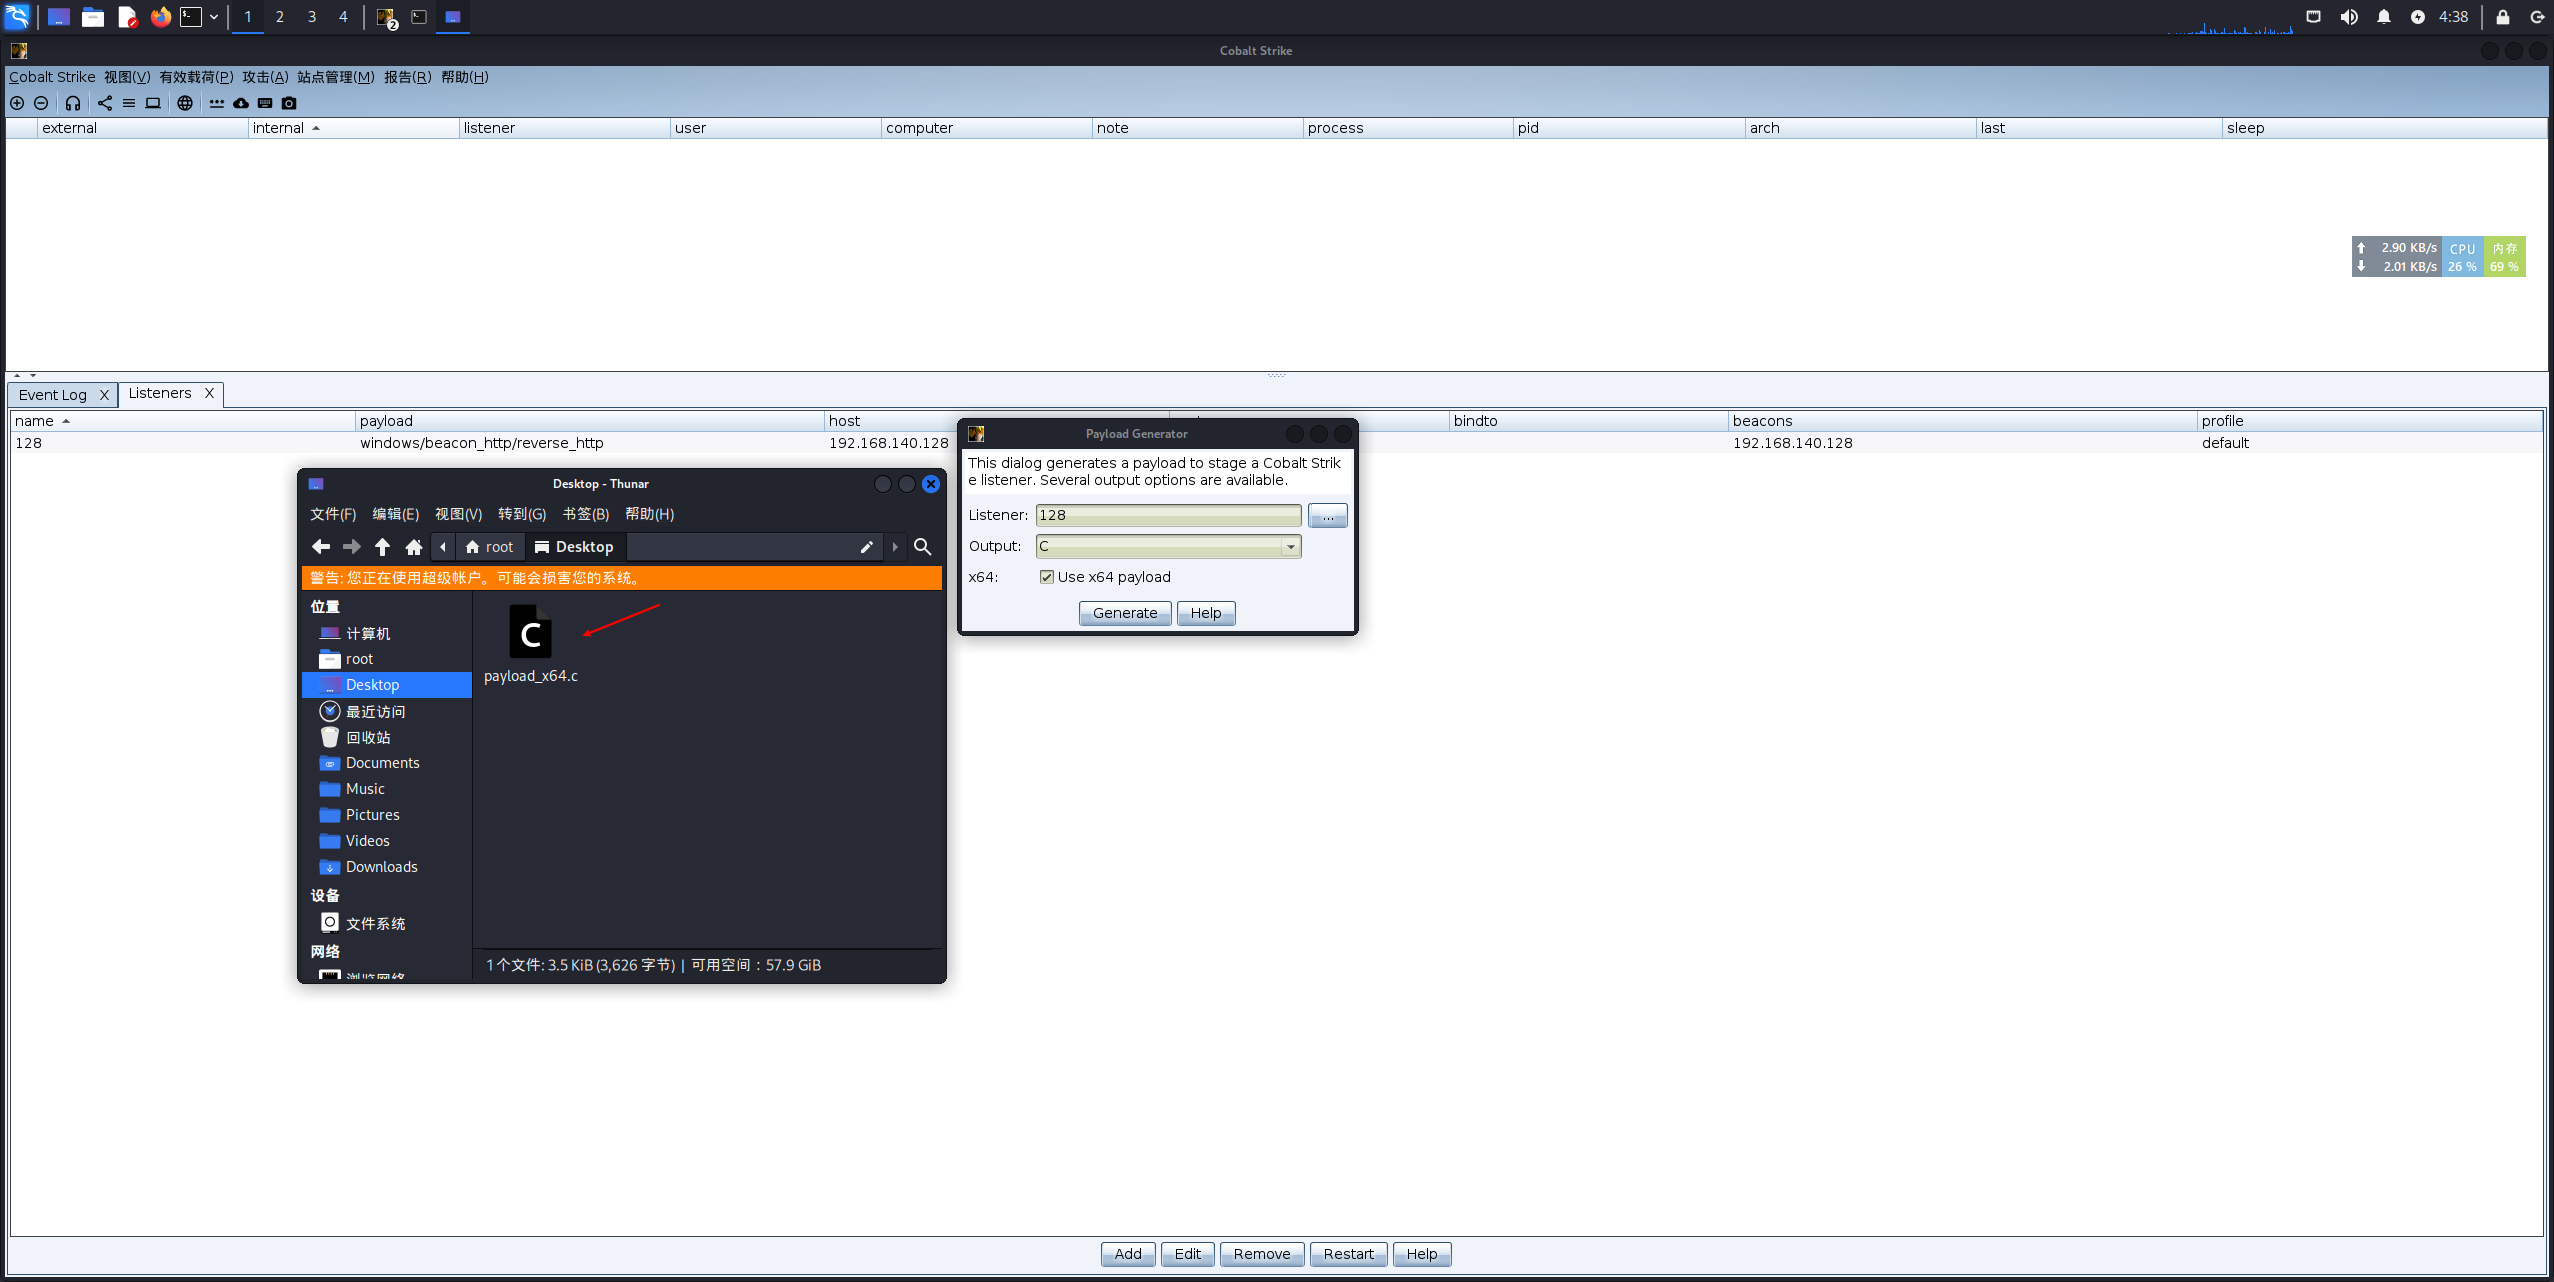 1 2 3 4 2 4:38
Cobalt Strike
Cobalt Strike 视图(V) 有效载荷(P) 攻击(A) 站点管理(M) 报告(R) 帮助(H)
external internal listener user computer note process pid arch last sleep
2.90 KB/s CPU 内存
2.01 KB/s 26 % 69 %
Event Log X Listeners X
name payload host bindto beacons profile
128 windows/beacon_http/reverse_http 192.168.140.128 192.168.140.128 default
Payload Generator
This dialog generates a payload to stage a Cobalt Strik
e listener. Several output options are available.
Listener: 128 ...
Output: C
x64: Use x64 payload
Generate Help
Desktop - Thunar
文件(F) 编辑(E) 视图(V) 转到(G) 书签(B) 帮助(H)
root Desktop
警告: 您正在使用超级帐户。可能会损害您的系统。
位置
计算机
root
Desktop
最近访问
回收站
Documents
Music
Pictures
Videos
Downloads
设备
文件系统
网络
浏览网络
C
payload_x64.c
1 个文件: 3.5 KiB (3,626 字节) | 可用空间：57.9 GiB
Add Edit Remove Restart Help